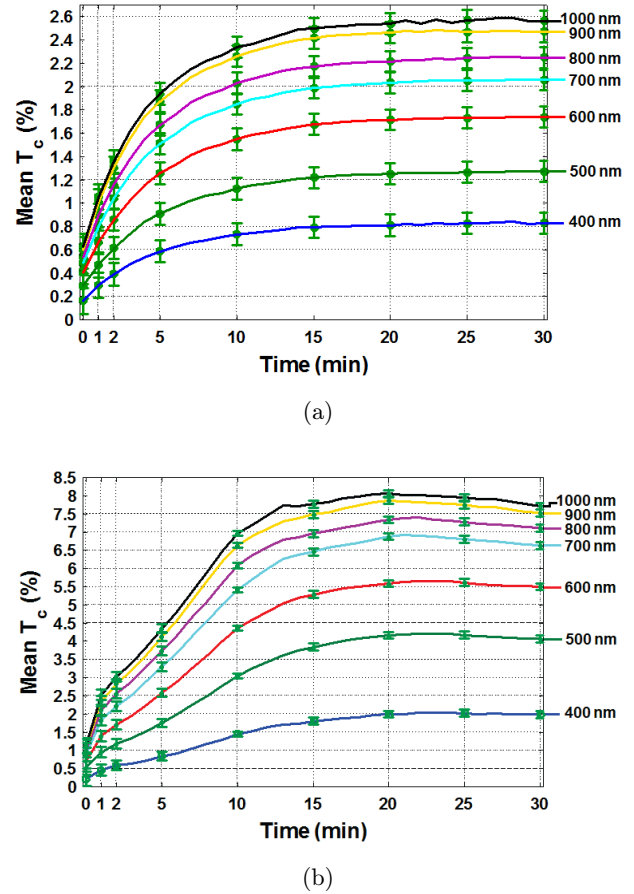 2.6
2.4
2.2
2
1.8
1.6
1.4
1.2
1
0.8
0.6
0.4
0.2
0
Mean T_c (%)
0 1 2 5 10 15 20 25 30
Time (min)
1000 nm
900 nm
800 nm
700 nm
600 nm
500 nm
400 nm
(a)
8.5
8
7.5
7
6.5
6
5.5
5
4.5
4
3.5
3
2.5
2
1.5
1
0.5
0
Mean T_c (%)
0 1 2 5 10 15 20 25 30
Time (min)
1000 nm
900 nm
800 nm
700 nm
600 nm
500 nm
400 nm
(b)